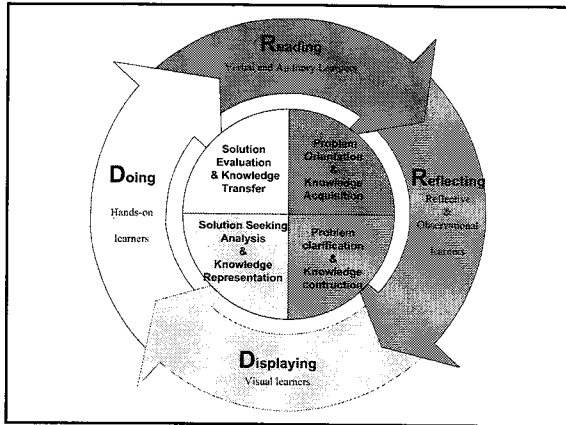 Reading
Verbal and Auditory Learners
Reflecting
Reflective
&
Observational
learners
Displaying
Visual learners
Doing
Hands-on
learners
Solution
Evaluation
& Knowledge
Transfer
Problem
Orientation
&
Knowledge
Acquisition
Solution Seeking
Analysis
&
Knowledge
Representation
Problem
clarification
&
Knowledge
contruction